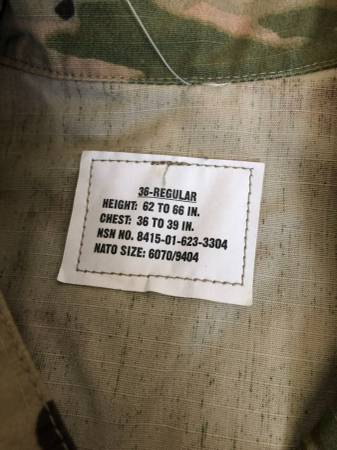 36-REGULAR
HEIGHT: 62 TO 66 IN.
CHEST: 36 TO 39 IN.
NSN NO. 8415-01-623-3304
NATO SIZE: 6070/9404